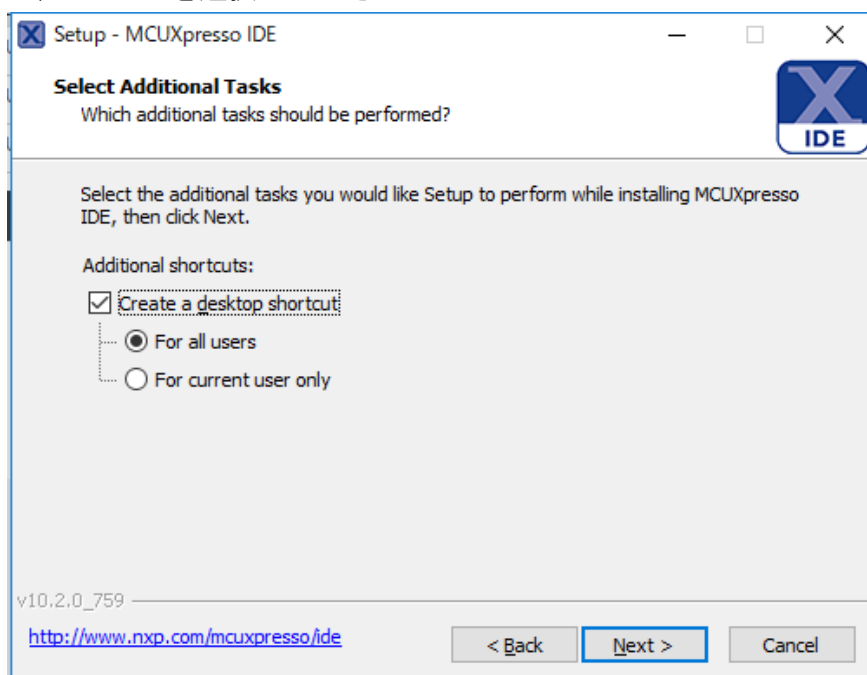 Setup - MCUXpresso IDE
Select Additional Tasks
Which additional tasks should be performed?
IDE
Select the additional tasks you would like Setup to perform while installing MCUXpresso
IDE, then click Next.
Additional shortcuts:
Create a desktop shortcut
For all users
For current user only
v10.2.0_759
http://www.nxp.com/mcuxpresso/ide
< Back Next > Cancel